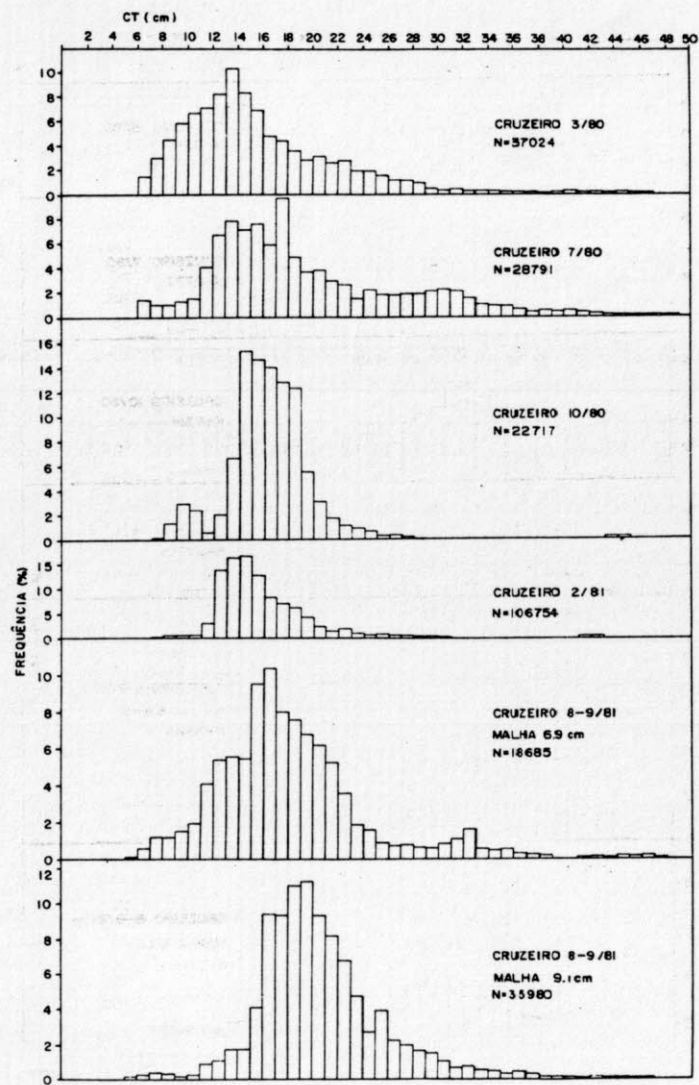 CT (cm)
2 4 6 8 10 12 14 16 18 20 22 24 26 28 30 32 34 36 38 40 42 44 46 48 50
10
8
6
4
2
0
CRUZEIRO 3/80
N=37024
8
6
4
2
0
CRUZEIRO 7/80
N=28791
16
14
12
10
8
6
4
2
0
CRUZEIRO 10/80
N=22717
FREQUÊNCIA (%)
15
10
5
0
CRUZEIRO 2/81
N=106754
10
8
6
4
2
0
CRUZEIRO 8-9/81
MALHA 6.9 cm
N=18685
12
10
8
6
4
2
0
CRUZEIRO 8-9/81
MALHA 9.1cm
N=35980